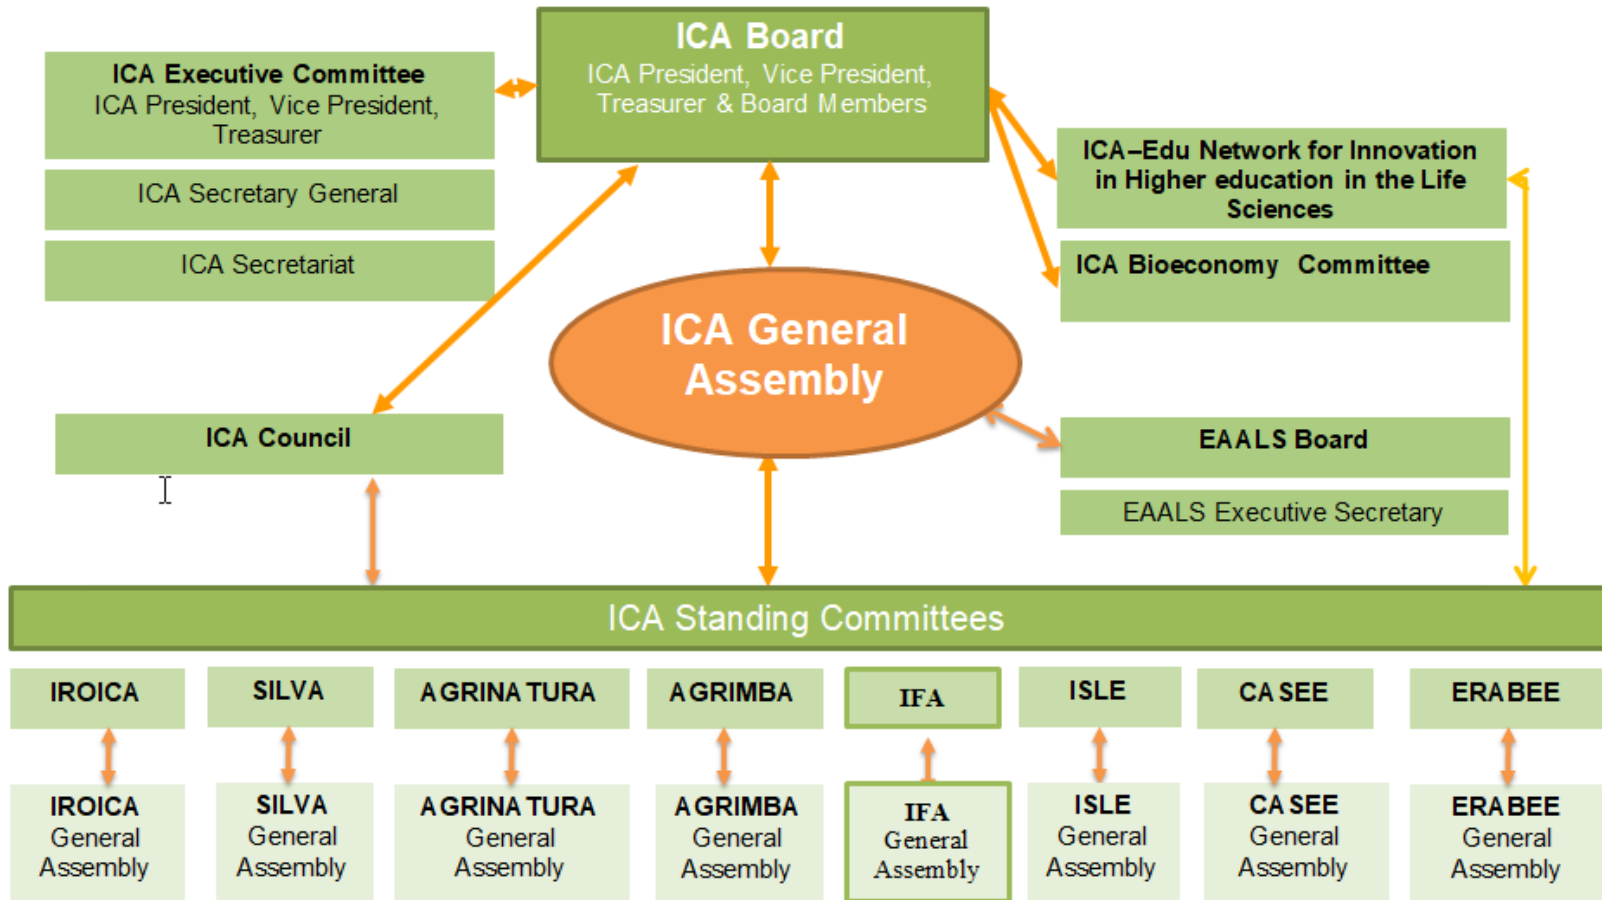 ICA Board
ICA President, Vice President,
Treasurer & Board Members
ICA Executive Committee
ICA President, Vice President,
Treasurer
ICA Secretary General
ICA Secretariat
ICA–Edu Network for Innovation
in Higher education in the Life
Sciences
ICA Bioeconomy Committee
ICA General
Assembly
ICA Council
EAALS Board
EAALS Executive Secretary
ICA Standing Committees
IROICA
SILVA
AGRINATURA
AGRIMBA
IFA
ISLE
CASEE
ERABEE
IROICA
General
Assembly
SILVA
General
Assembly
AGRINATURA
General
Assembly
AGRIMBA
General
Assembly
IFA
General
Assembly
ISLE
General
Assembly
CASEE
General
Assembly
ERABEE
General
Assembly